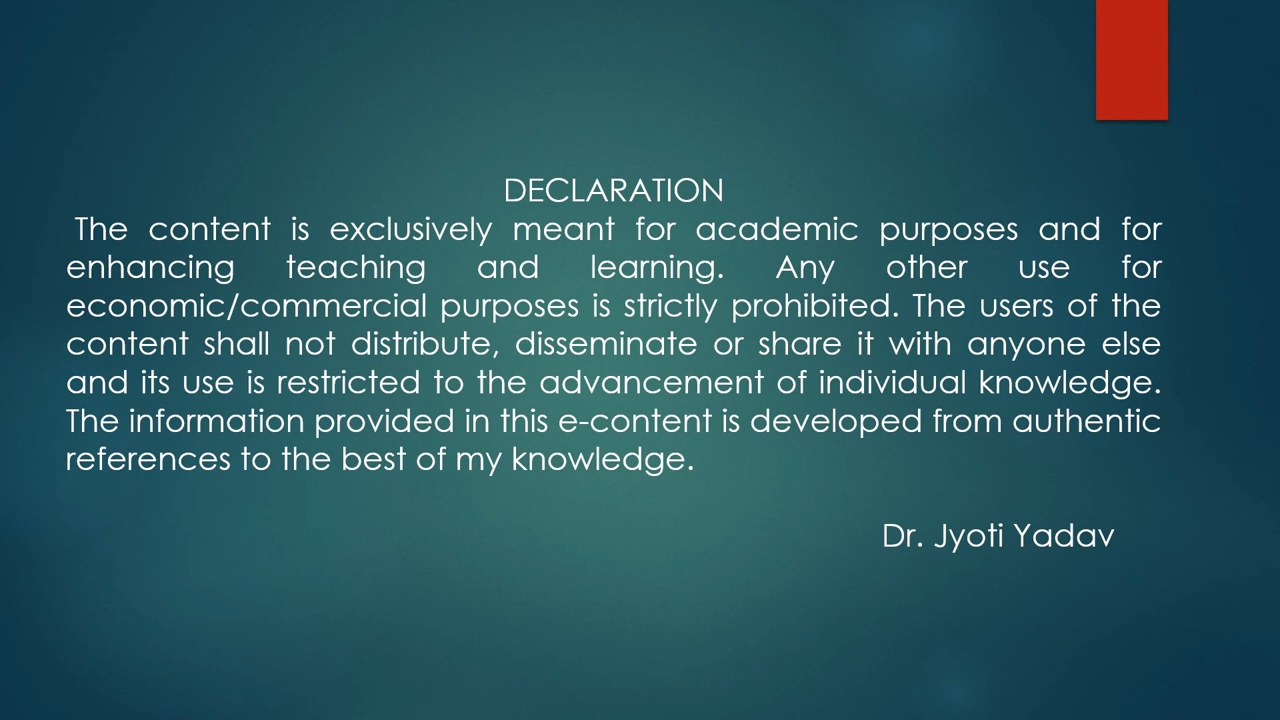 DECLARATION
The content is exclusively meant for academic purposes and for
enhancing teaching and learning. Any other use for
economic/commercial purposes is strictly prohibited. The users of the
content shall not distribute, disseminate or share it with anyone else
and its use is restricted to the advancement of individual knowledge.
The information provided in this e-content is developed from authentic
references to the best of my knowledge.
Dr. Jyoti Yadav